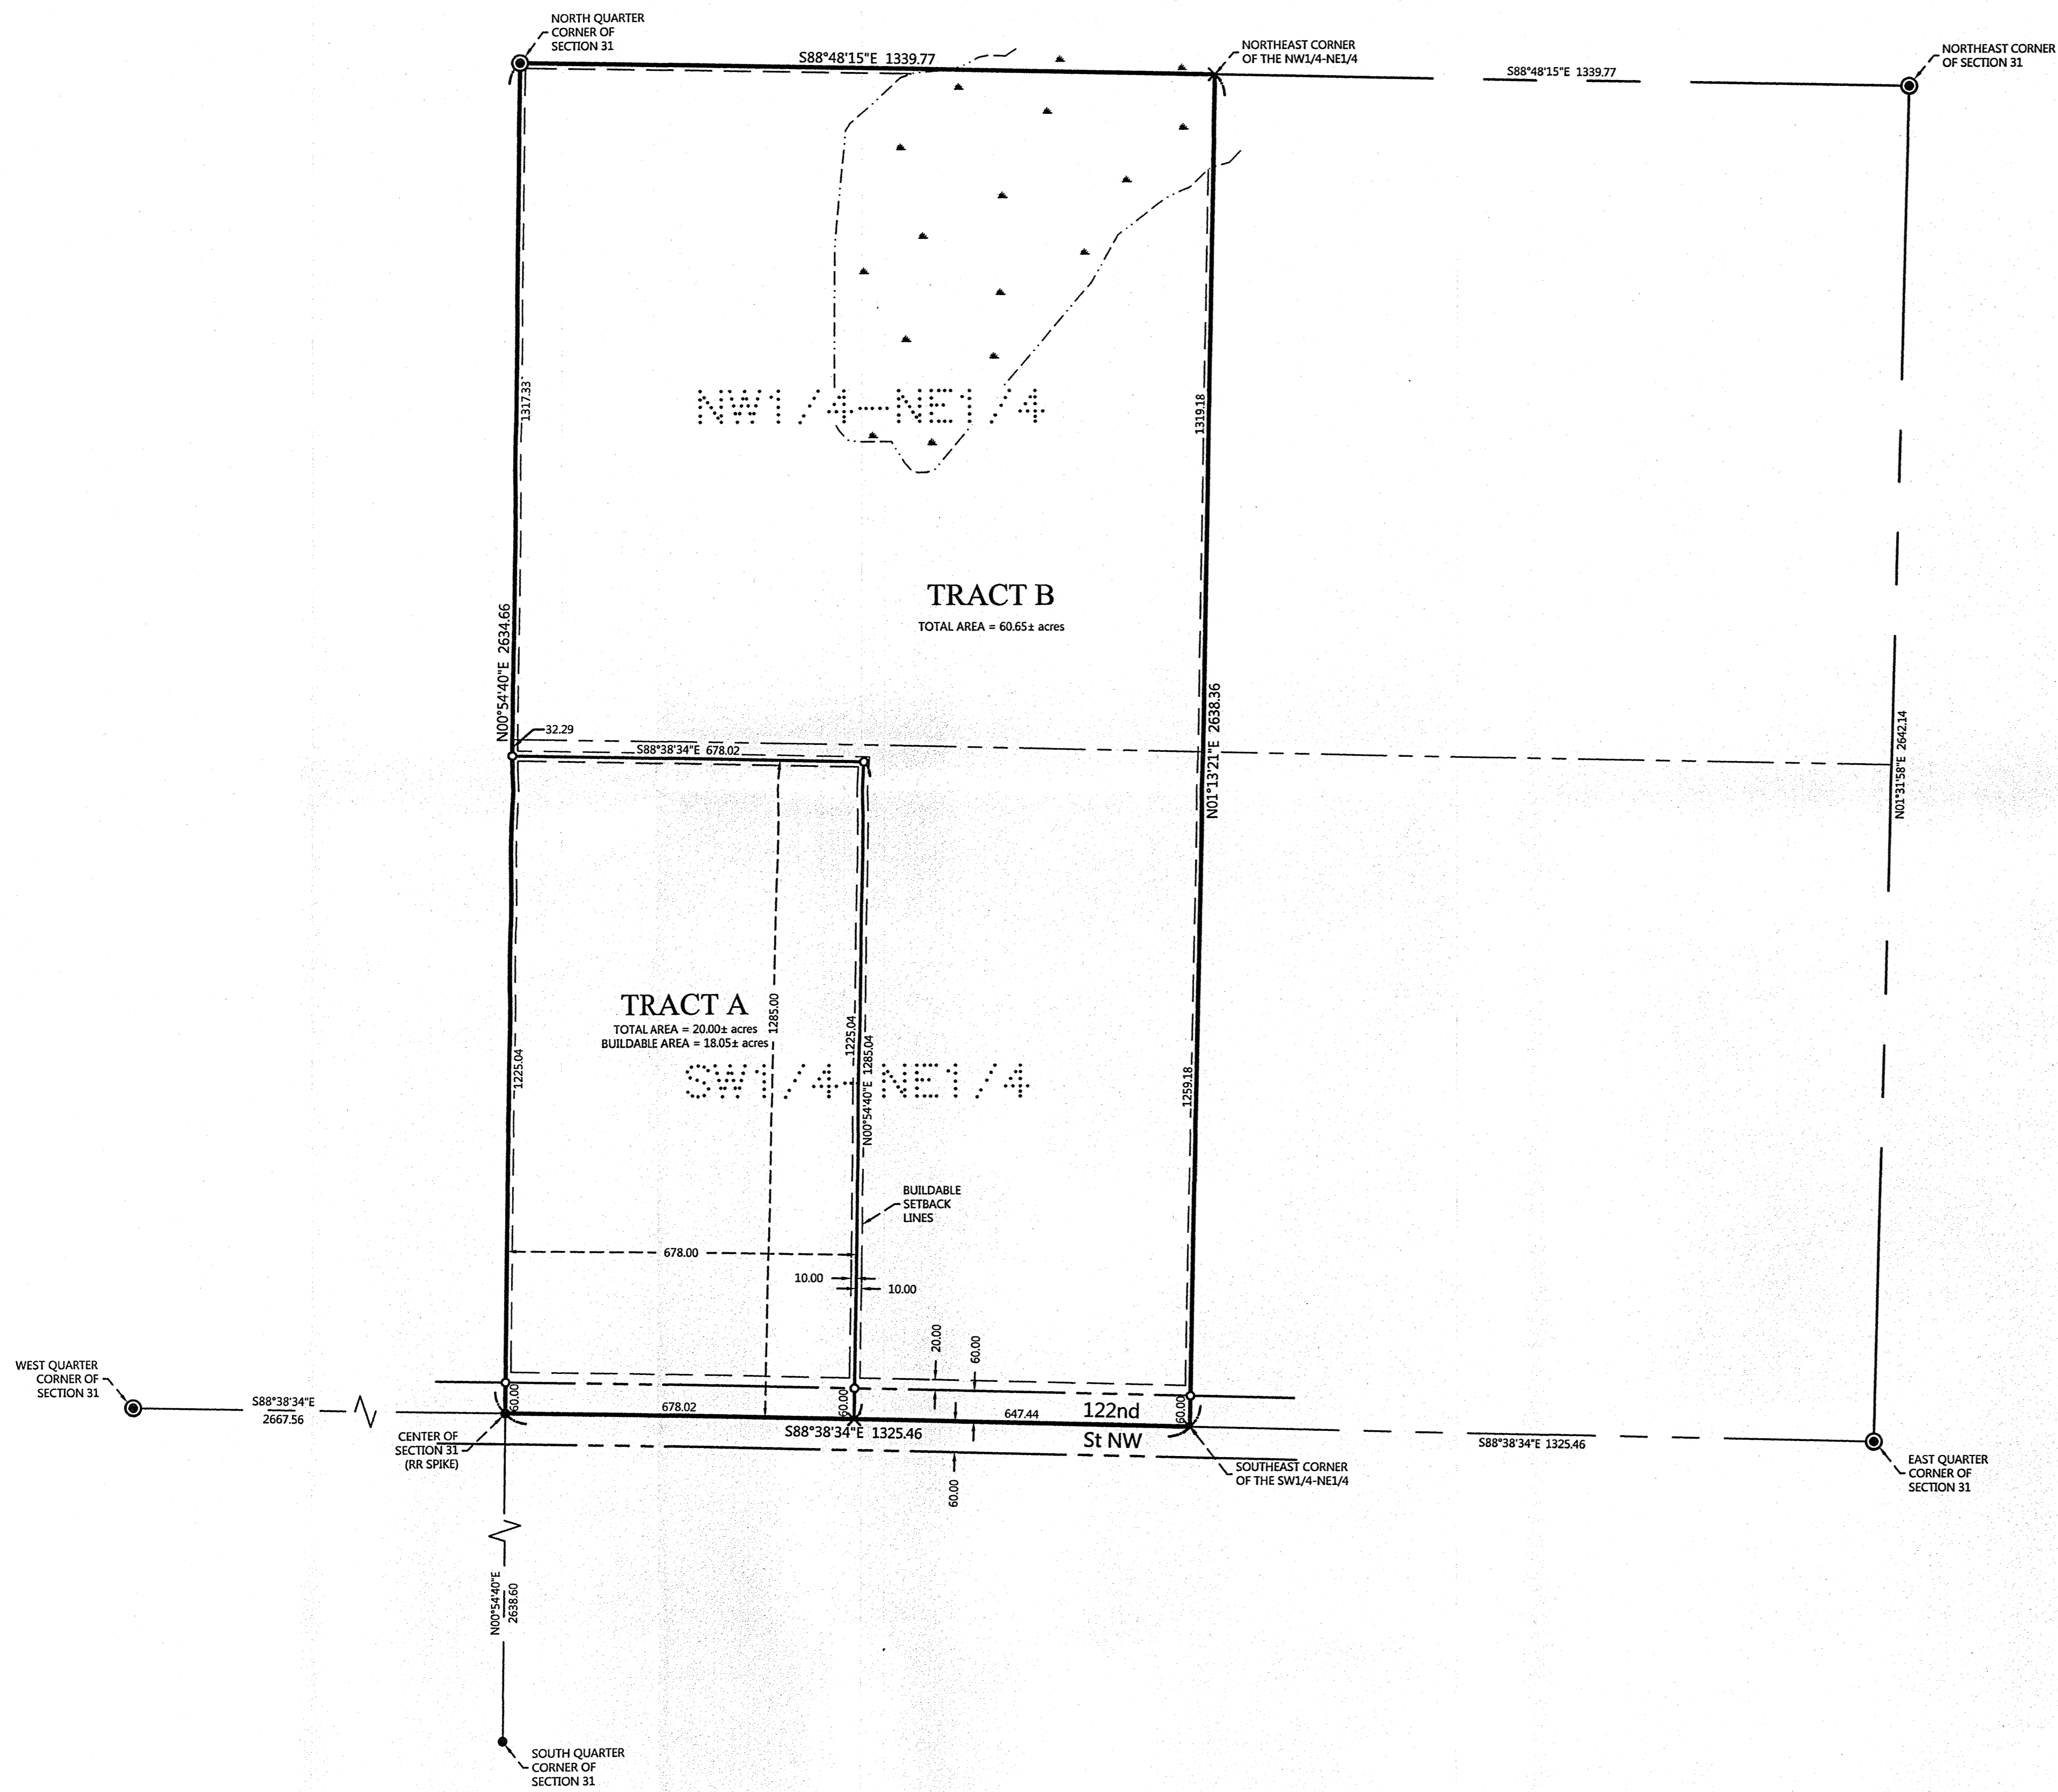 NORTH QUARTER
CORNER OF
SECTION 31
S88°48'15"E 1339.77
NORTHEAST CORNER
OF THE NW1/4-NE1/4
S88°48'15"E 1339.77
NORTHEAST CORNER
OF SECTION 31
1317.33
1319.18
NW1/4-NE1/4
TRACT B
TOTAL AREA = 60.65± acres
N00°54'40"E 2634.66
N01°13'21"E 2638.36
N01°31'58"E 2642.14
32.29
S88°38'34"E 678.02
TRACT A
TOTAL AREA = 20.00± acres
BUILDABLE AREA = 18.05± acres
1285.00
1225.04
1225.04
N00°54'40"E 1285.04
1259.18
SW1/4-NE1/4
BUILDABLE
SETBACK
LINES
678.00
10.00
10.00
20.00
60.00
WEST QUARTER
CORNER OF
SECTION 31
S88°38'34"E
2667.56
60.00
60.00
60.00
678.02
647.44
122nd
St NW
S88°38'34"E 1325.46
S88°38'34"E 1325.46
CENTER OF
SECTION 31
(RR SPIKE)
60.00
SOUTHEAST CORNER
OF THE SW1/4-NE1/4
EAST QUARTER
CORNER OF
SECTION 31
N00°54'40"E
2638.60
SOUTH QUARTER
CORNER OF
SECTION 31